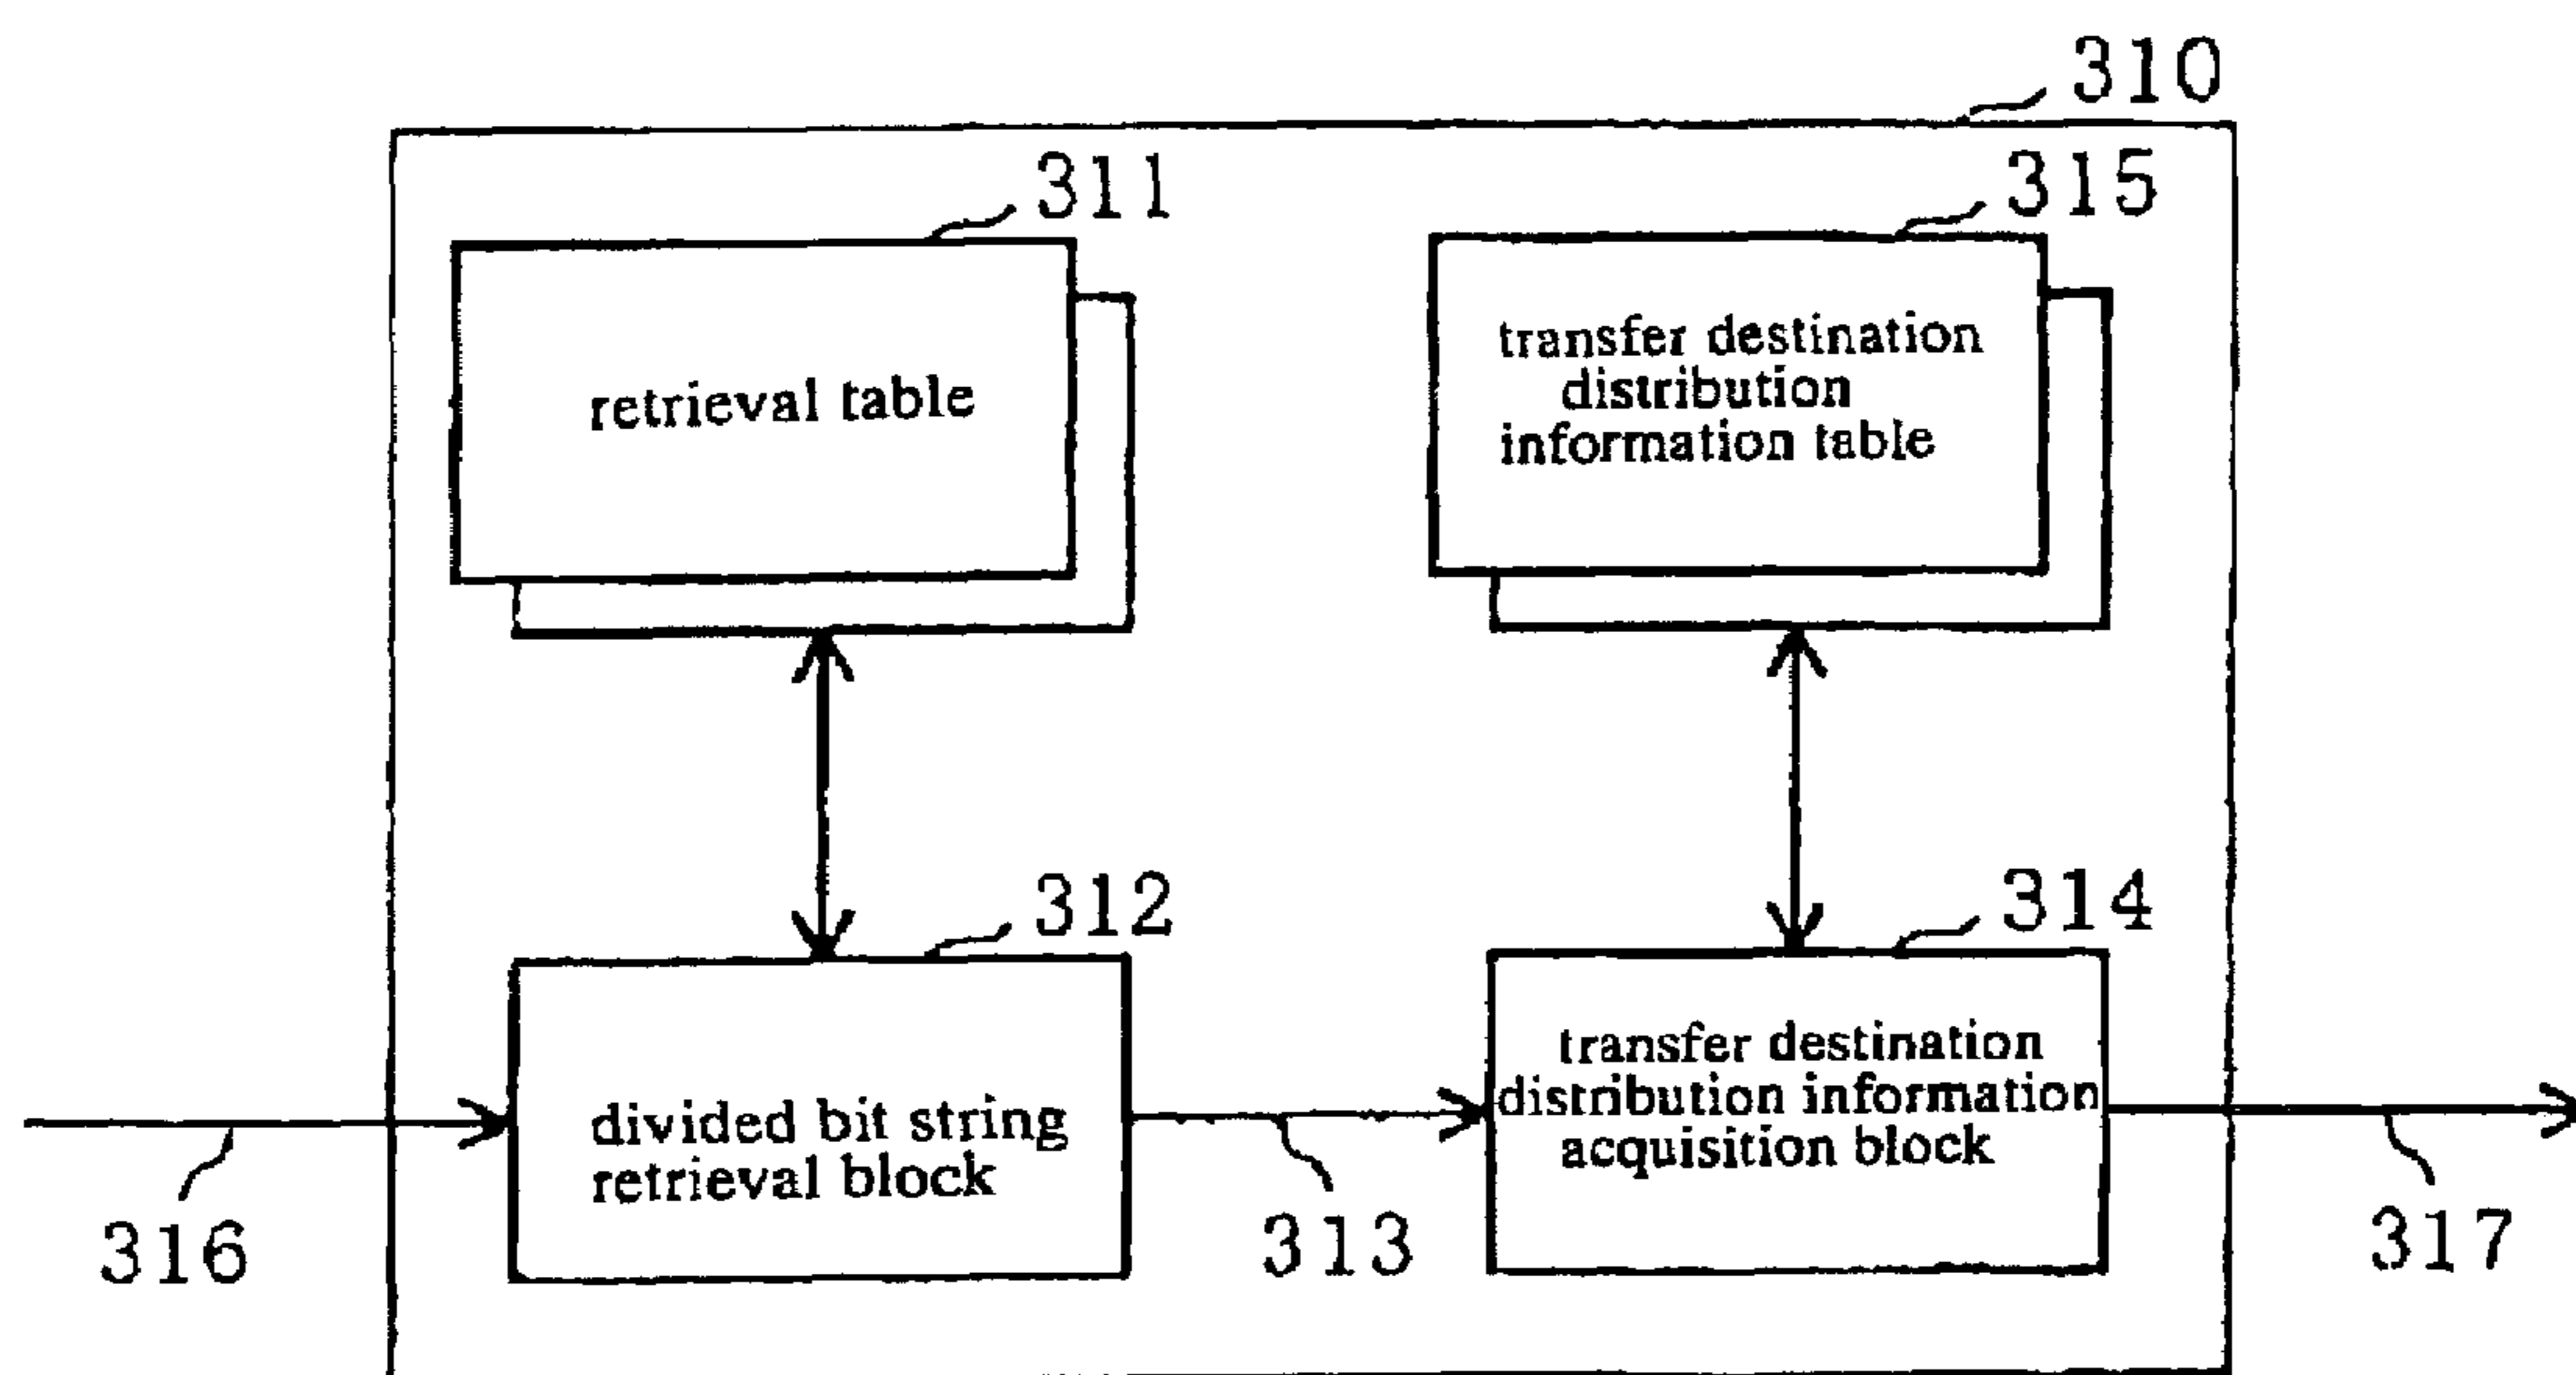 310
311
315
retrieval table
transfer destination
distribution
information table
312
314
divided bit string
retrieval block
transfer destination
distribution information
acquisition block
316
313
317